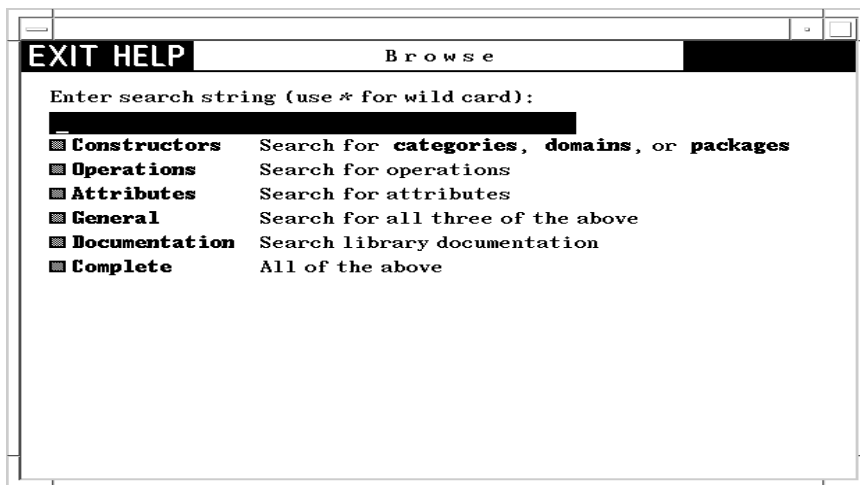 EXIT HELP Browse
Enter search string (use * for wild card):
Constructors Search for categories, domains, or packages
Operations Search for operations
Attributes Search for attributes
General Search for all three of the above
Documentation Search library documentation
Complete All of the above